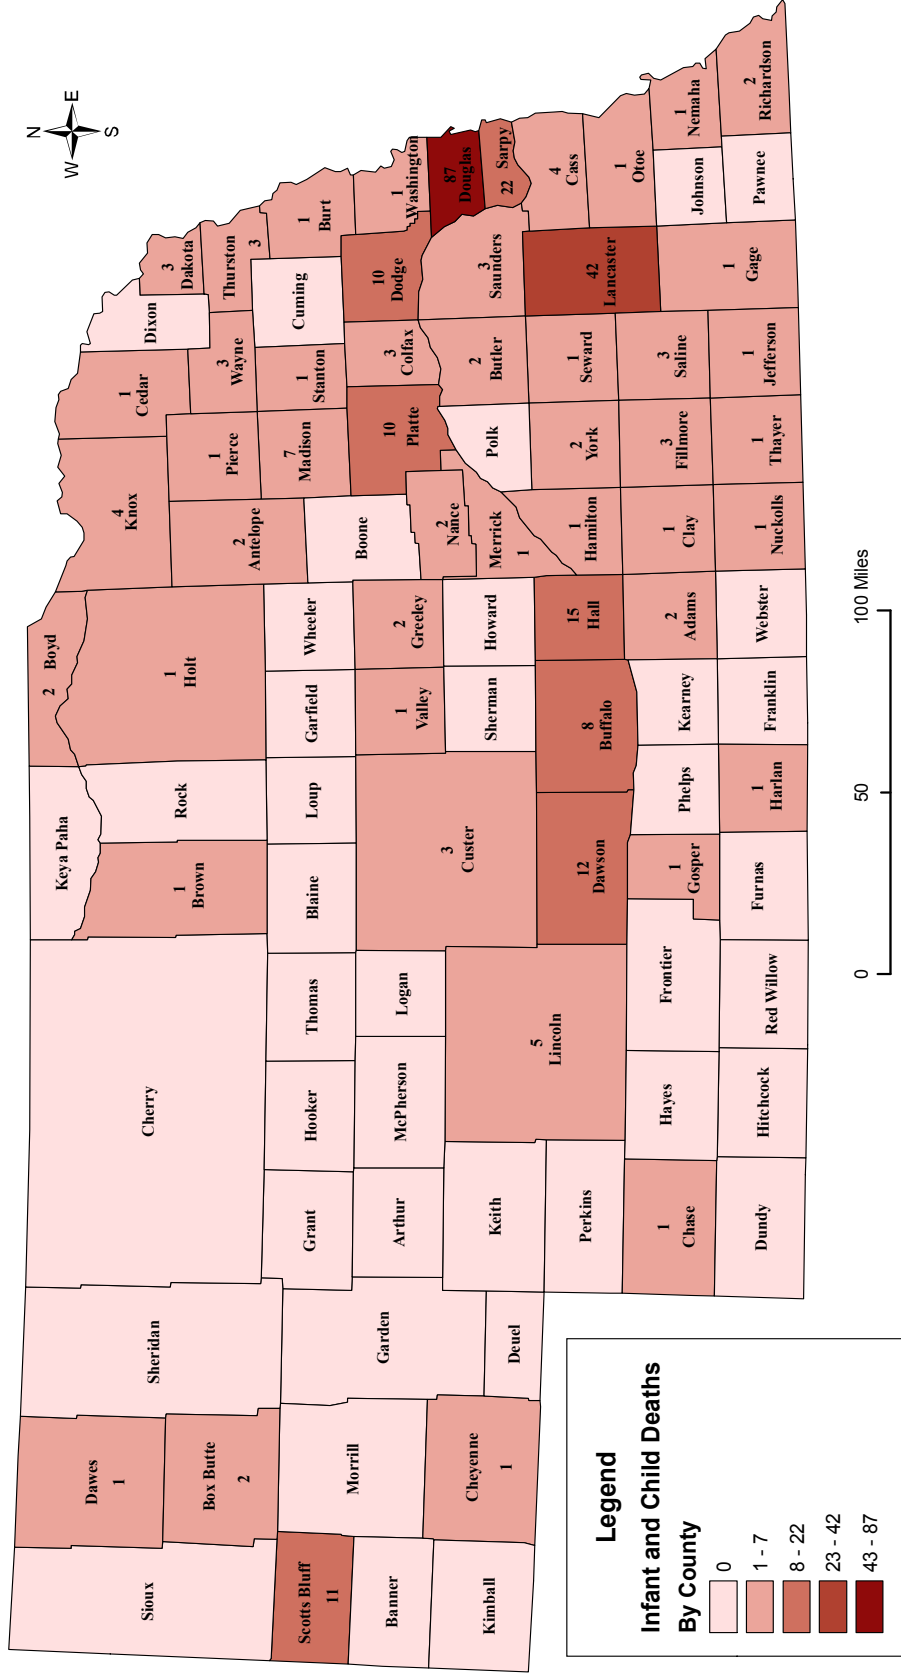 N
W
E
S
Sioux
Dawes
1
Box Butte
2
Sheridan
Cherry
Keya Paha
2 Boyd
Brown
1
Rock
1
Holt
4
Knox
1
Cedar
Dixon
3
Dakota
2
Antelope
1
Pierce
3
Wayne
Thurston
3
7
Madison
1
Stanton
Cuming
1
Burt
Scotts Bluff
11
Banner
Kimball
Morrill
Cheyenne
1
Garden
Deuel
Grant
Hooker
Thomas
Blaine
Loup
Garfield
Wheeler
Boone
10
Platte
3
Colfax
10
Dodge
1
Washington
Arthur
McPherson
Logan
3
Custer
1
Valley
2
Greeley
2
Nance
87
Douglas
22 Sarpy
Keith
5
Lincoln
Sherman
Howard
Merrick
1
Polk
2
Butler
3
Saunders
4
Cass
Perkins
12
Dawson
8
Buffalo
15
Hall
1
Hamilton
2
York
1
Seward
42
Lancaster
1
Otoe
1
Chase
Hayes
Frontier
1
Gosper
Phelps
Kearney
2
Adams
1
Clay
3
Fillmore
3
Saline
1
Gage
Johnson
1
Nemaha
Dundy
Hitchcock
Red Willow
Furnas
1
Harlan
Franklin
Webster
1
Nuckolls
1
Thayer
1
Jefferson
Pawnee
2
Richardson
Legend
Infant and Child Deaths
By County
0
1 - 7
8 - 22
23 - 42
43 - 87
0 50 100 Miles